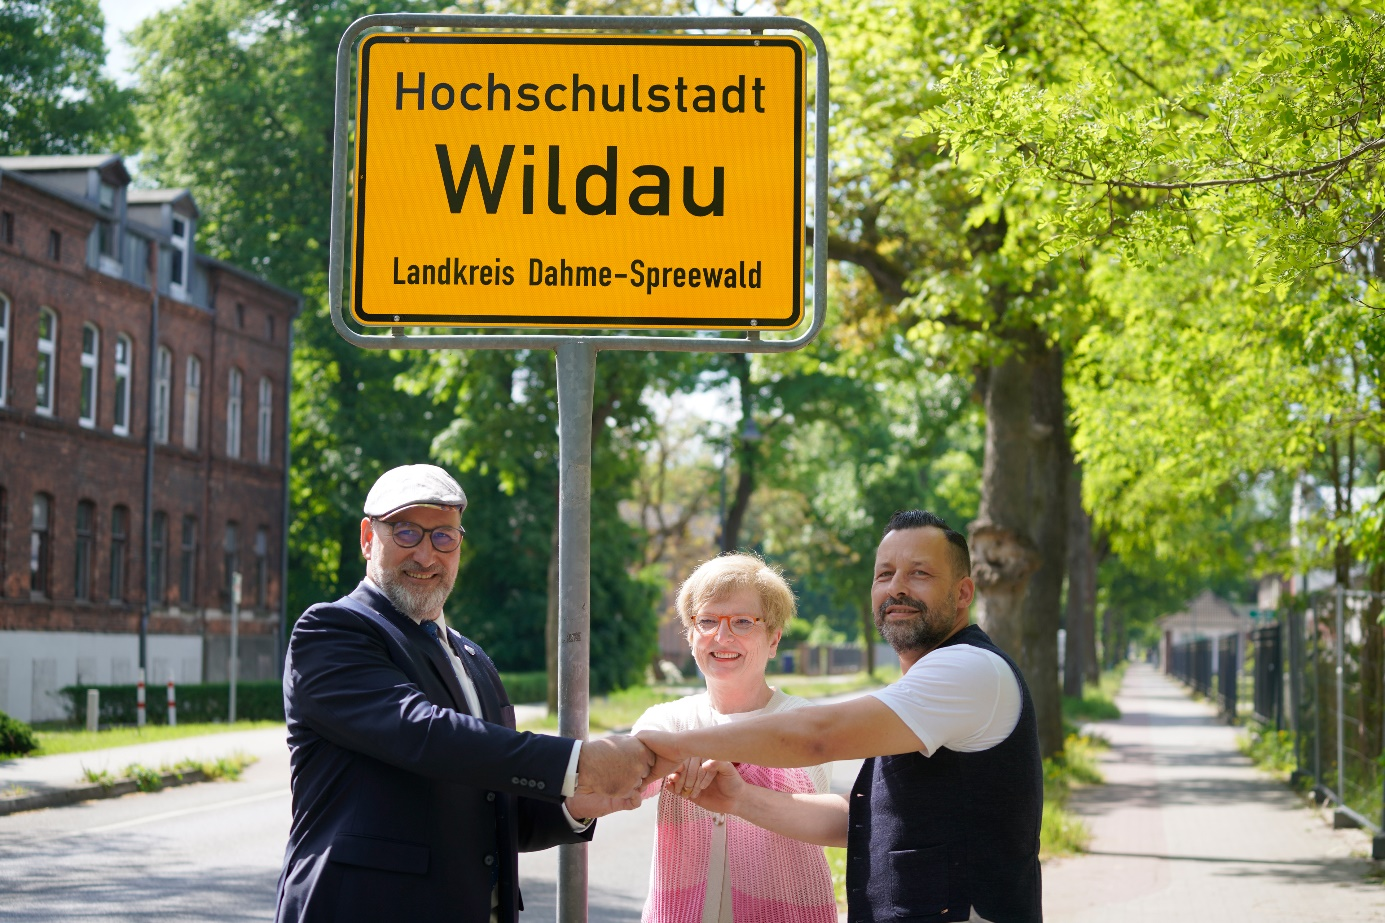 Hochschulstadt
Wildau
Landkreis Dahme-Spreewald